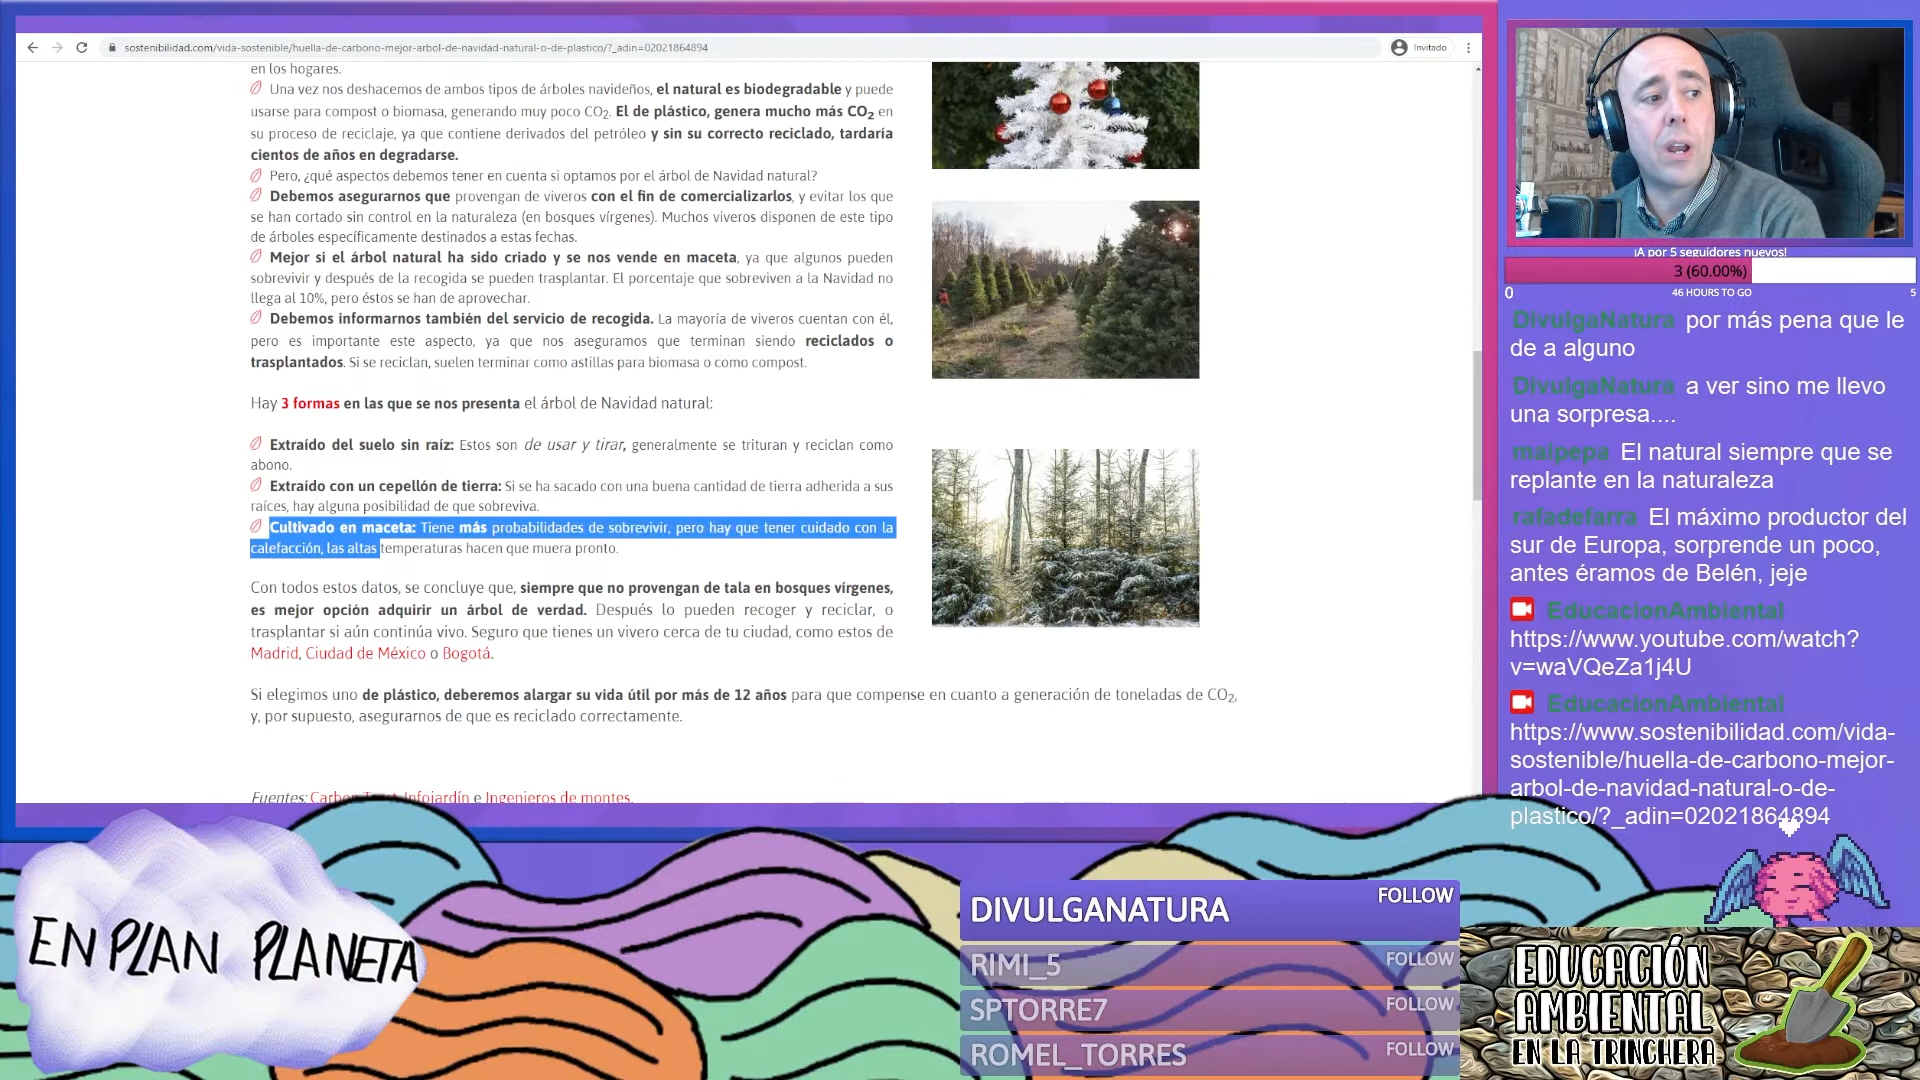 sostenibilidad.com/vida-sostenible/huella-de-carbono-mejor-arbol-de-navidad-natural-o-de-plastico/?_adin=02021864894
Invitado
en los hogares.
Una vez nos deshacemos de ambos tipos de árboles navideños, el natural es biodegradable y puede
usarse para compost o biomasa, generando muy poco CO2. El de plástico, genera mucho más CO2 en
su proceso de reciclaje, ya que contiene derivados del petróleo y sin su correcto reciclado, tardaría
cientos de años en degradarse.
Pero, ¿qué aspectos debemos tener en cuenta si optamos por el árbol de Navidad natural?
Debemos asegurarnos que provengan de viveros con el fin de comercializarlos, y evitar los que
se han cortado sin control en la naturaleza (en bosques vírgenes). Muchos viveros disponen de este tipo
de árboles específicamente destinados a estas fechas.
Mejor si el árbol natural ha sido criado y se nos vende en maceta, ya que algunos pueden
sobrevivir y después de la recogida se pueden trasplantar. El porcentaje que sobreviven a la Navidad no
llega al 10%, pero éstos se han de aprovechar.
Debemos informarnos también del servicio de recogida. La mayoría de viveros cuentan con él,
pero es importante este aspecto, ya que nos aseguramos que terminan siendo reciclados o
trasplantados. Si se reciclan, suelen terminar como astillas para biomasa o como compost.
Hay 3 formas en las que se nos presenta el árbol de Navidad natural:
Extraído del suelo sin raíz: Estos son de usar y tirar, generalmente se trituran y reciclan como
abono.
Extraído con un cepellón de tierra: Si se ha sacado con una buena cantidad de tierra adherida a sus
raíces, hay alguna posibilidad de que sobreviva.
Cultivado en maceta: Tiene más probabilidades de sobrevivir, pero hay que tener cuidado con la
calefacción, las altas temperaturas hacen que muera pronto.
Con todos estos datos, se concluye que, siempre que no provengan de tala en bosques vírgenes,
es mejor opción adquirir un árbol de verdad. Después lo pueden recoger y reciclar, o
trasplantar si aún continúa vivo. Seguro que tienes un vivero cerca de tu ciudad, como estos de
Madrid, Ciudad de México o Bogotá.
Si elegimos uno de plástico, deberemos alargar su vida útil por más de 12 años para que compense en cuanto a generación de toneladas de CO2,
y, por supuesto, asegurarnos de que es reciclado correctamente.
Fuentes: Carbon Trust, Infojardín e Ingenieros de montes.
¡A por 5 seguidores nuevos!
3 (60.00%)
0 46 HOURS TO GO 5
DivulgaNatura por más pena que le
de a alguno
DivulgaNatura a ver sino me llevo
una sorpresa....
malpepa El natural siempre que se
replante en la naturaleza
rafadefarra El máximo productor del
sur de Europa, sorprende un poco,
antes éramos de Belén, jeje
EducacionAmbiental
https://www.youtube.com/watch?
v=waVQeZa1j4U
EducacionAmbiental
https://www.sostenibilidad.com/vida-
sostenible/huella-de-carbono-mejor-
arbol-de-navidad-natural-o-de-
plastico/?_adin=02021864894
EN PLAN PLANETA
DIVULGANATURA FOLLOW
RIMI_5 FOLLOW
SPTORRE7 FOLLOW
ROMEL_TORRES FOLLOW
EDUCACIÓN
AMBIENTAL
EN LA TRINCHERA